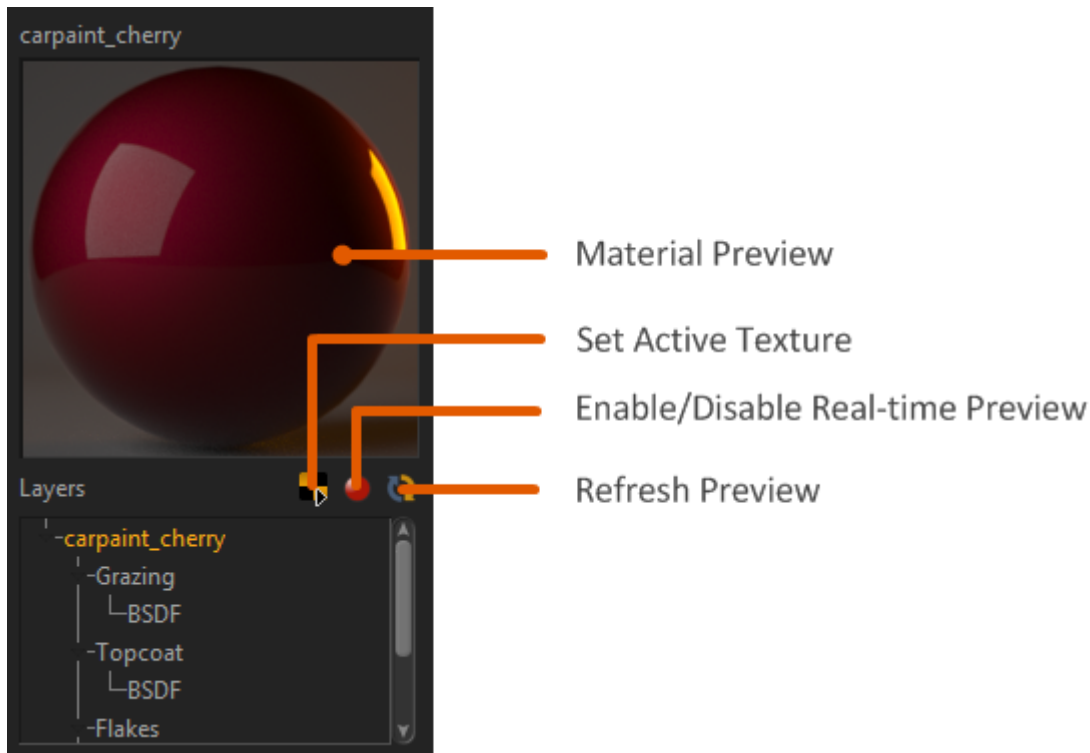 carpaint_cherry
Material Preview
Set Active Texture
Enable/Disable Real-time Preview
Layers
Refresh Preview
carpaint_cherry
Grazing
BSDF
Topcoat
BSDF
Flakes